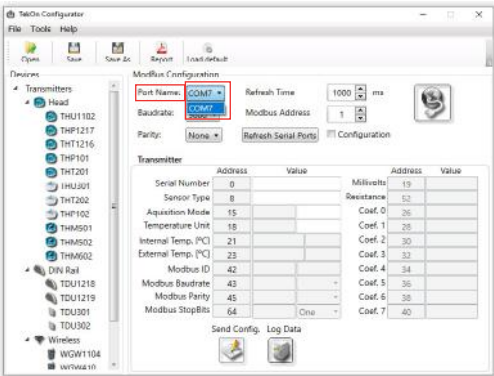 TekOn Configurator
File Tools Help
Open Save Save As Report Load default
Devices
Transmitters
Head
THU1102
THP1217
THT1216
THP101
THT201
THU301
THT202
THP102
THM501
THM502
THM602
DIN Rail
TDU1218
TDU1219
TDU301
TDU302
Wireless
WGW1104
WGW410
ModBus Configuration
Port Name: COM7 Refresh Time 1000 ms
COM7
Baudrate: 9600 Modbus Address 1
Parity: None Refresh Serial Ports Configuration
Transmitter
Address Value Address Value
Serial Number 0 Millivolts 19
Sensor Type 8 Resistance 52
Aquisition Mode 15 Coef. 0 26
Temperature Unit 18 Coef. 1 28
Internal Temp. (ºC) 21 Coef. 2 30
External Temp. (ºC) 23 Coef. 3 32
Modbus ID 42 Coef. 4 34
Modbus Baudrate 43 Coef. 5 36
Modbus Parity 45 Coef. 6 38
Modbus StopBits 64 One Coef. 7 40
Send Config. Log Data